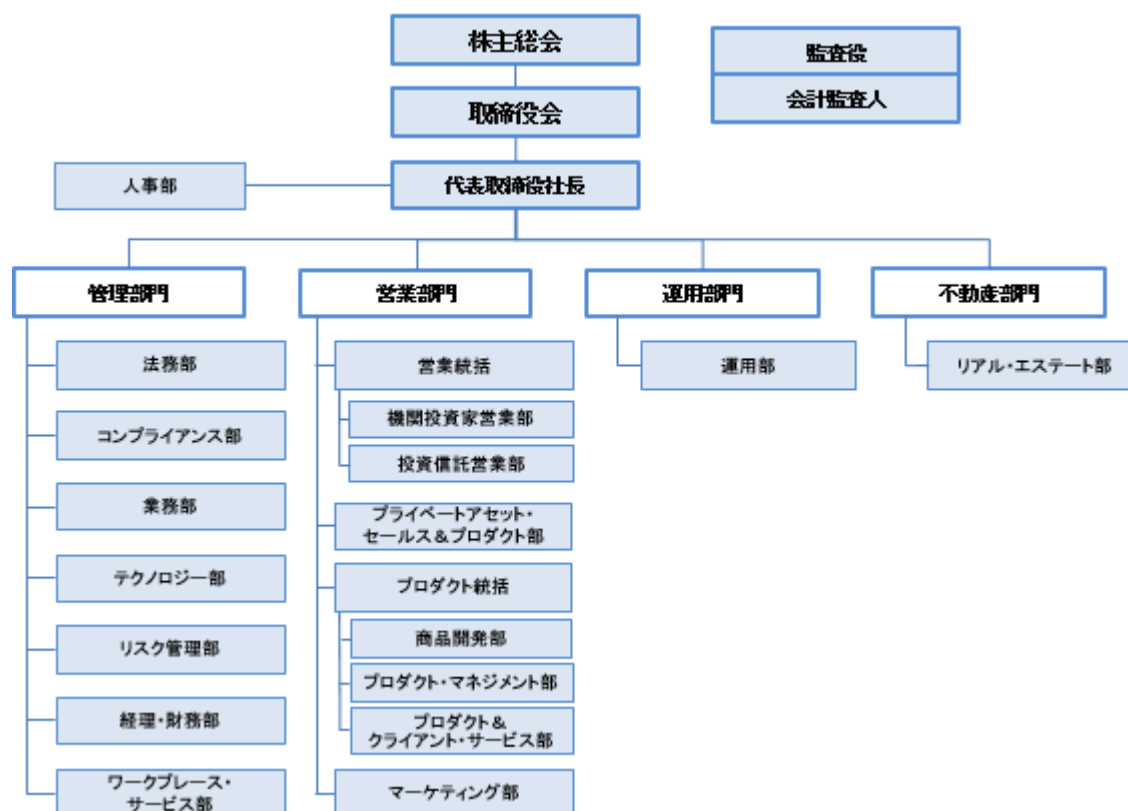 株主総会
監査役
会計監査人
取締役会
代表取締役社長
人事部
管理部門
営業部門
運用部門
不動産部門
法務部
コンプライアンス部
業務部
テクノロジー部
リスク管理部
経理・財務部
ワークプレース・
サービス部
営業統括
機関投資家営業部
投資信託営業部
プライベートアセット・
セールス&プロダクト部
プロダクト統括
商品開発部
プロダクト・マネジメント部
プロダクト&
クライアント・サービス部
マーケティング部
運用部
リアル・エステート部